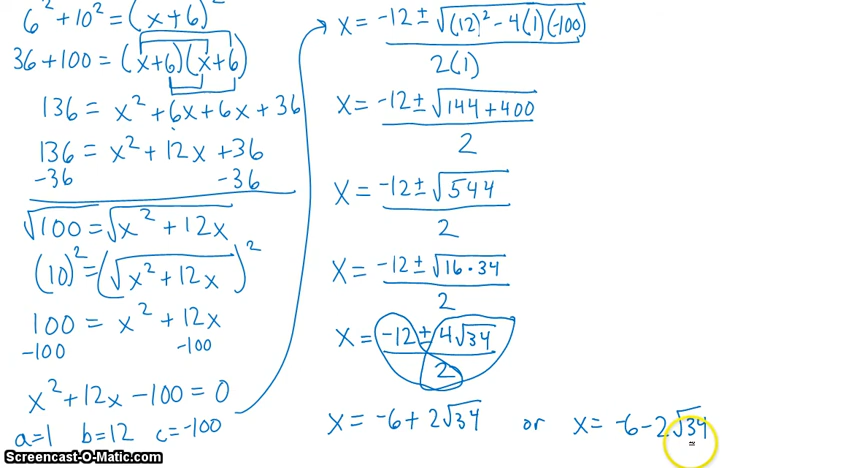 6² + 10² = (x+6)²
36 + 100 = (x+6)(x+6)
136 = x² + 6x + 6x + 36
136 = x² + 12x + 36
-36 -36
√100 = √x² + 12x
(10)² = (√x² + 12x)²
100 = x² + 12x
-100 -100
x² + 12x - 100 = 0
a=1 b=12 c=-100
x = -12 ± √(12)² - 4(1)(-100)
2(1)
x = -12 ± √144 + 400
2
x = -12 ± √544
2
x = -12 ± √16·34
2
x = -12 ± 4√34
2
x = -6 + 2√34 or x = -6 - 2√34
Screencast-O-Matic.com